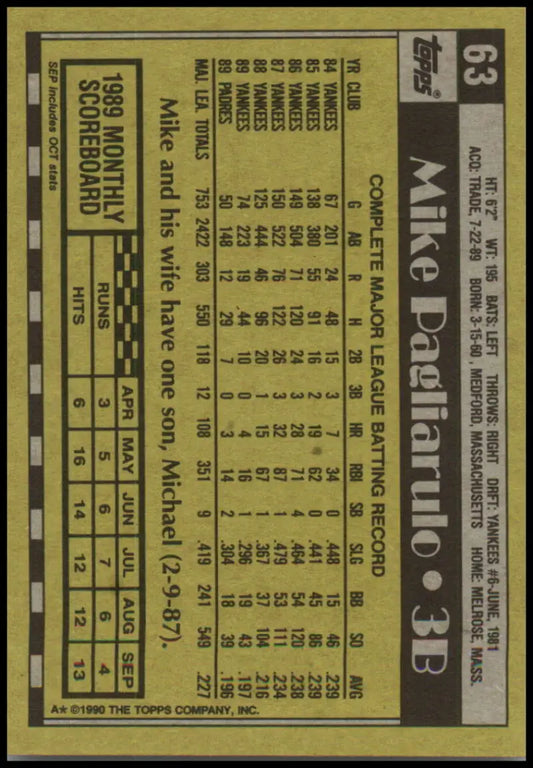 63
HT: 6'2" WT: 195 BATS: LEFT THROWS: RIGHT DRFT: YANKEES #6-JUNE, 1981
ACQ: TRADE, 7-22-89 BORN: 3-15-60, MEDFORD, MASSACHUSETTS HOME: MELROSE, MASS.
topps®
Mike Pagliarulo • 3B
COMPLETE MAJOR LEAGUE BATTING RECORD
YR CLUB G AB R H 2B 3B HR RBI SB SLG BB SO AVG
84 YANKEES 67 201 24 48 15 3 7 34 0 .448 15 46 .239
85 YANKEES 138 380 55 91 16 2 19 62 0 .441 45 86 .239
86 YANKEES 149 504 71 120 24 3 28 71 4 .464 54 120 .238
87 YANKEES 150 522 76 122 26 3 32 87 1 .479 53 111 .234
88 YANKEES 125 444 46 96 20 1 15 67 1 .367 37 104 .216
89 YANKEES 74 223 19 44 10 0 4 16 1 .296 19 43 .197
89 PADRES 50 148 12 29 7 0 3 14 2 .304 18 39 .196
MAJ. LEA. TOTALS 753 2422 303 550 118 12 108 351 9 .419 241 549 .227
Mike and his wife have one son, Michael (2-9-87).
1989 MONTHLY
SCOREBOARD
APR MAY JUN JUL AUG SEP
RUNS 3 5 6 7 6 4
HITS 6 16 14 12 12 13
SEP includes OCT stats
A* ©1990 THE TOPPS COMPANY, INC.